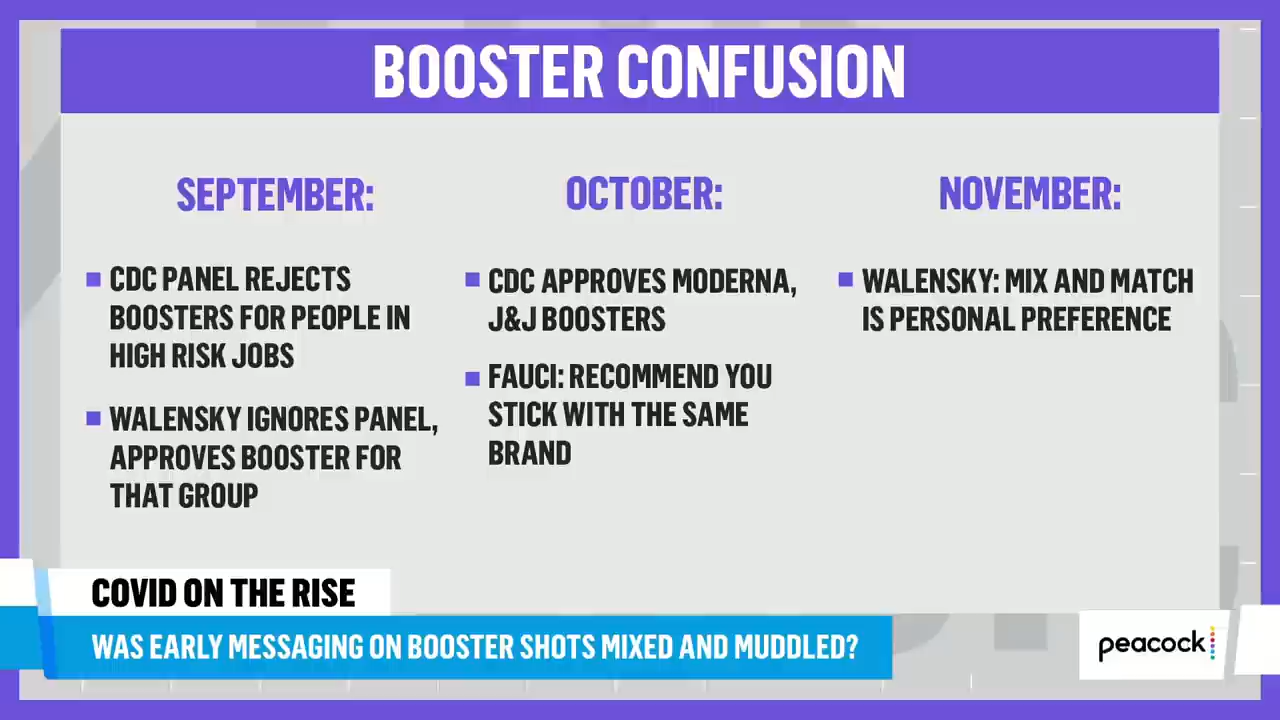 BOOSTER CONFUSION
SEPTEMBER:
CDC PANEL REJECTS
BOOSTERS FOR PEOPLE IN
HIGH RISK JOBS
WALENSKY IGNORES PANEL,
APPROVES BOOSTER FOR
THAT GROUP
OCTOBER:
CDC APPROVES MODERNA,
J&J BOOSTERS
FAUCI: RECOMMEND YOU
STICK WITH THE SAME
BRAND
NOVEMBER:
WALENSKY: MIX AND MATCH
IS PERSONAL PREFERENCE
COVID ON THE RISE
WAS EARLY MESSAGING ON BOOSTER SHOTS MIXED AND MUDDLED?
peacock